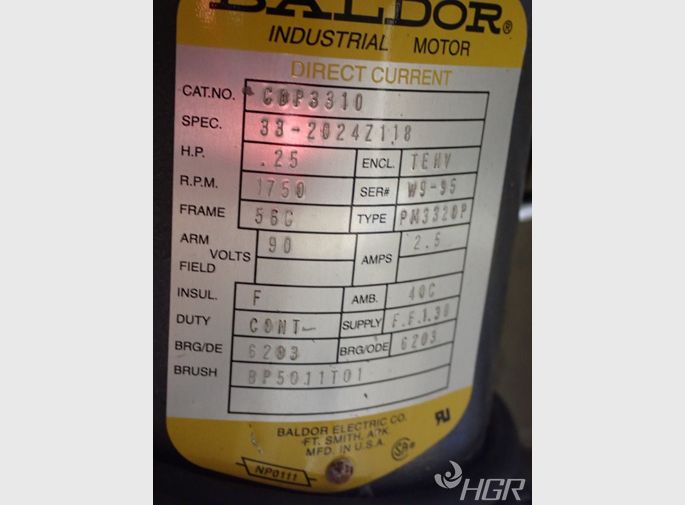 BALDOR®
INDUSTRIAL MOTOR
DIRECT CURRENT
CAT.NO. CDP3310
SPEC. 33-2024Z118
H.P. .25 ENCL. TENV
R.P.M. 1750 SER# W9-95
FRAME 56C TYPE PM3320P
ARM VOLTS 90 AMPS 2.5
FIELD
INSUL. F AMB. 40C
DUTY CONT- SUPPLY F.F.1.30
BRG/DE 6203 BRG/ODE 6203
BRUSH BP5011T01
BALDOR ELECTRIC CO.
FT. SMITH, ARK.
MFD. IN U.S.A.
NP0111
HGR